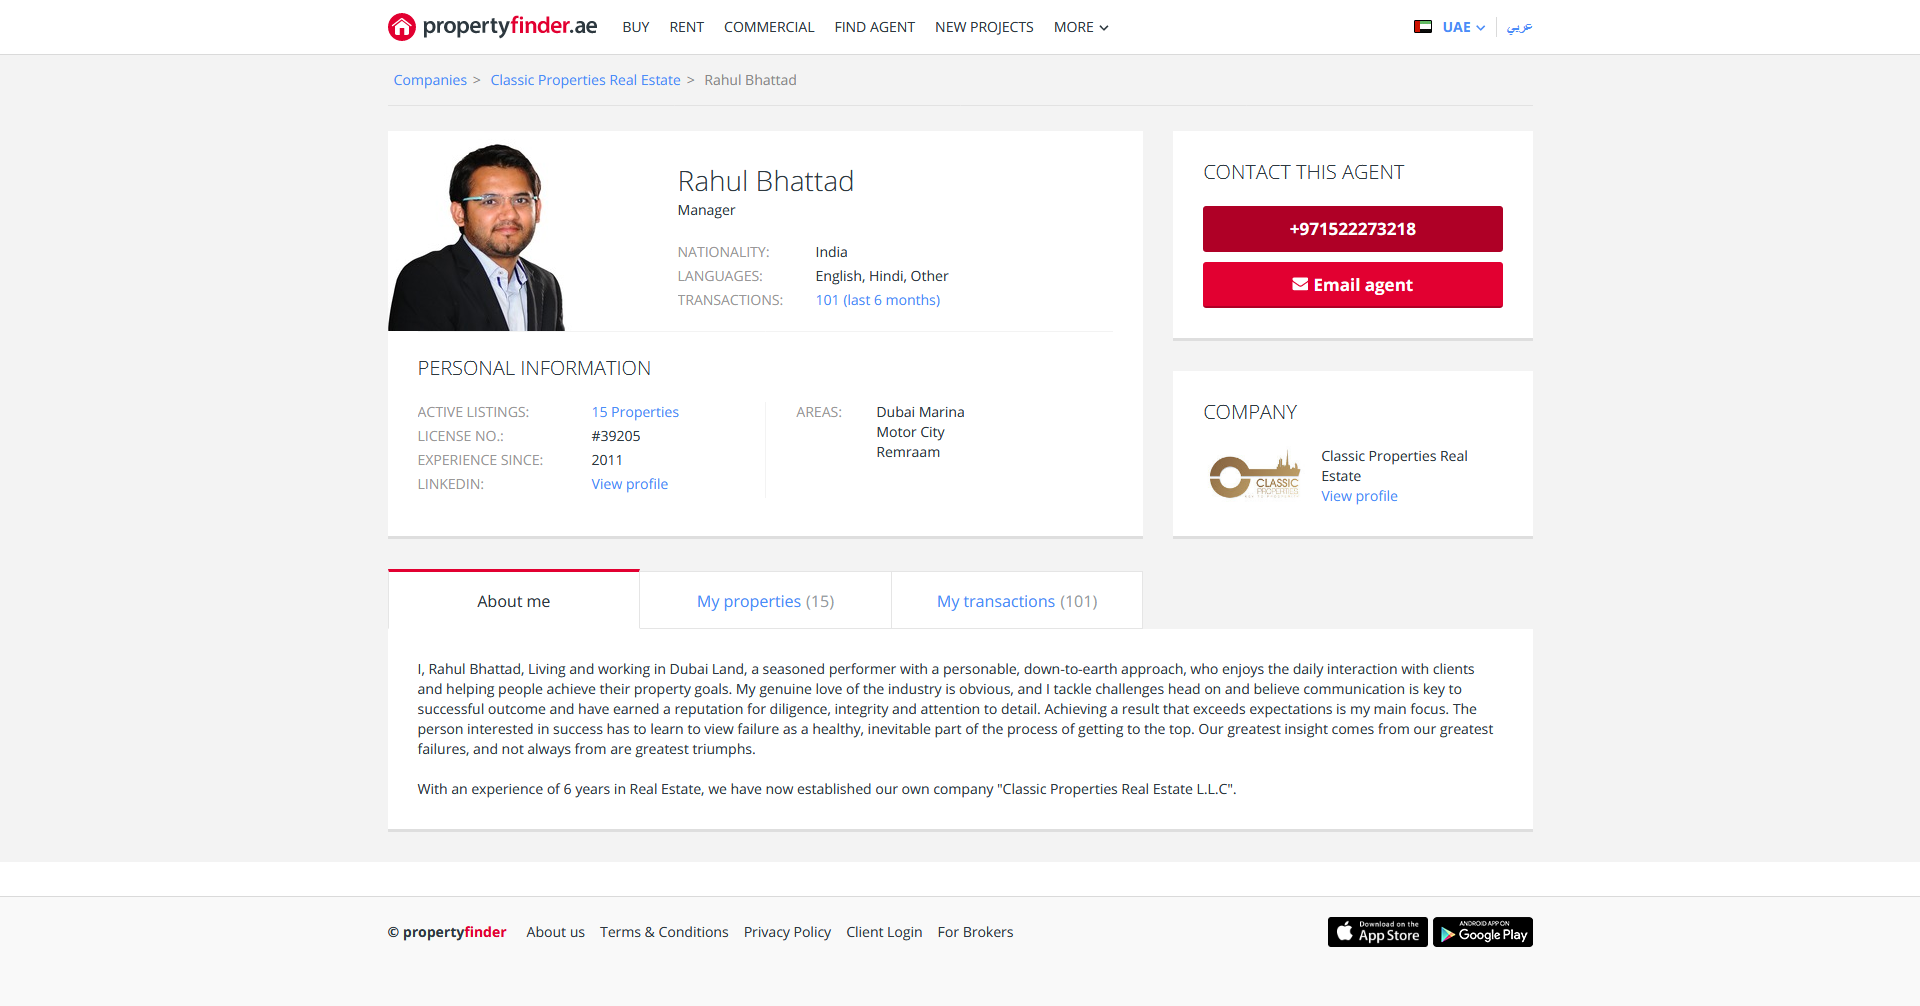 propertyfinder.ae BUY RENT COMMERCIAL FIND AGENT NEW PROJECTS MORE UAE عربي
Companies > Classic Properties Real Estate > Rahul Bhattad
Rahul Bhattad
Manager
NATIONALITY: India
LANGUAGES: English, Hindi, Other
TRANSACTIONS: 101 (last 6 months)
PERSONAL INFORMATION
ACTIVE LISTINGS: 15 Properties
LICENSE NO.: #39205
EXPERIENCE SINCE: 2011
LINKEDIN: View profile
AREAS: Dubai Marina
Motor City
Remraam
CONTACT THIS AGENT
+971522273218
Email agent
COMPANY
CLASSIC
PROPERTIES
Classic Properties Real
Estate
View profile
About me My properties (15) My transactions (101)
I, Rahul Bhattad, Living and working in Dubai Land, a seasoned performer with a personable, down-to-earth approach, who enjoys the daily interaction with clients
and helping people achieve their property goals. My genuine love of the industry is obvious, and I tackle challenges head on and believe communication is key to
successful outcome and have earned a reputation for diligence, integrity and attention to detail. Achieving a result that exceeds expectations is my main focus. The
person interested in success has to learn to view failure as a healthy, inevitable part of the process of getting to the top. Our greatest insight comes from our greatest
failures, and not always from are greatest triumphs.
With an experience of 6 years in Real Estate, we have now established our own company "Classic Properties Real Estate L.L.C".
© propertyfinder About us Terms & Conditions Privacy Policy Client Login For Brokers
Download on the
App Store
ANDROID APP ON
Google Play